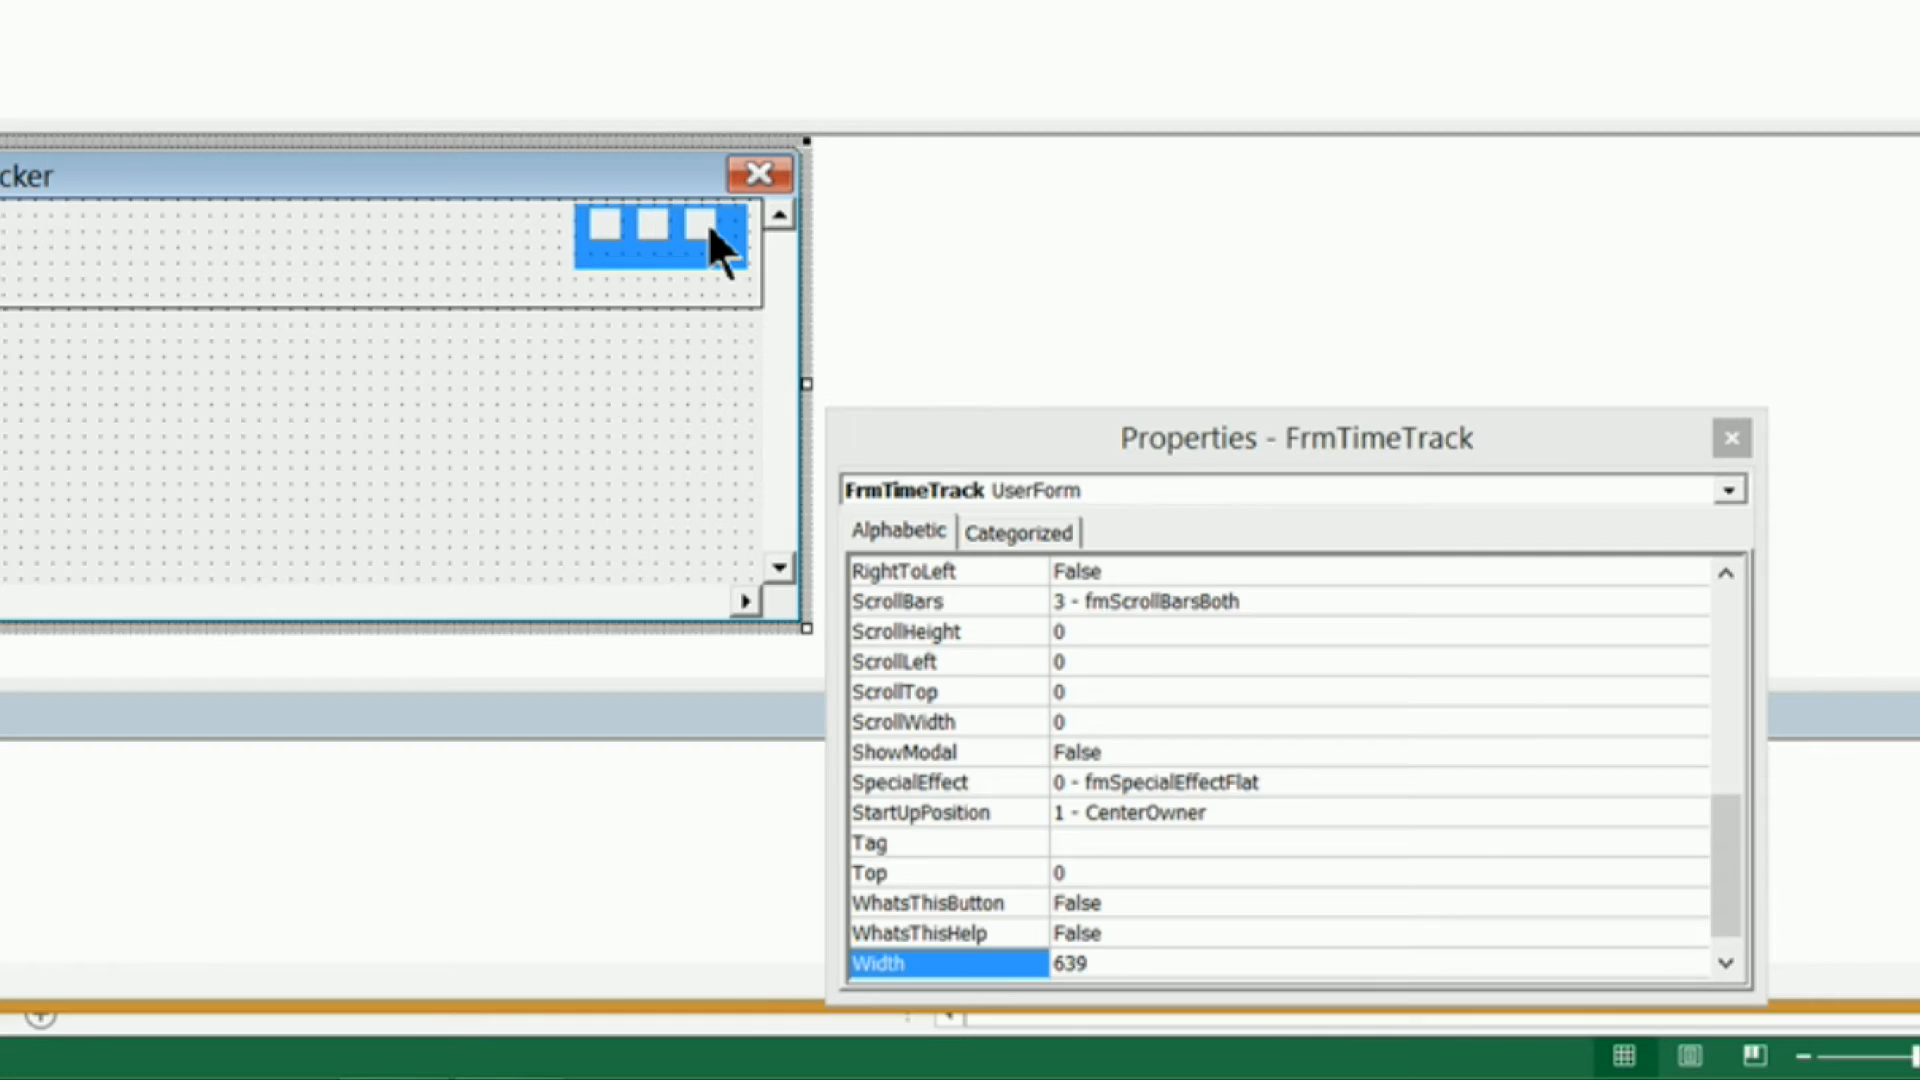 cker
Properties - FrmTimeTrack
FrmTimeTrack UserForm
Alphabetic Categorized
RightToLeft False
ScrollBars 3 - fmScrollBarsBoth
ScrollHeight 0
ScrollLeft 0
ScrollTop 0
ScrollWidth 0
ShowModal False
SpecialEffect 0 - fmSpecialEffectFlat
StartUpPosition 1 - CenterOwner
Tag
Top 0
WhatsThisButton False
WhatsThisHelp False
Width 639